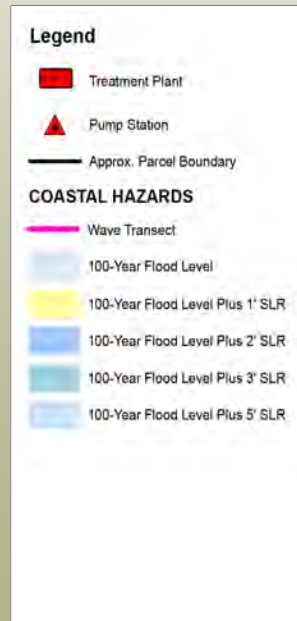 Legend
Treatment Plant
Pump Station
Approx. Parcel Boundary
COASTAL HAZARDS
Wave Transect
100-Year Flood Level
100-Year Flood Level Plus 1' SLR
100-Year Flood Level Plus 2' SLR
100-Year Flood Level Plus 3' SLR
100-Year Flood Level Plus 5' SLR